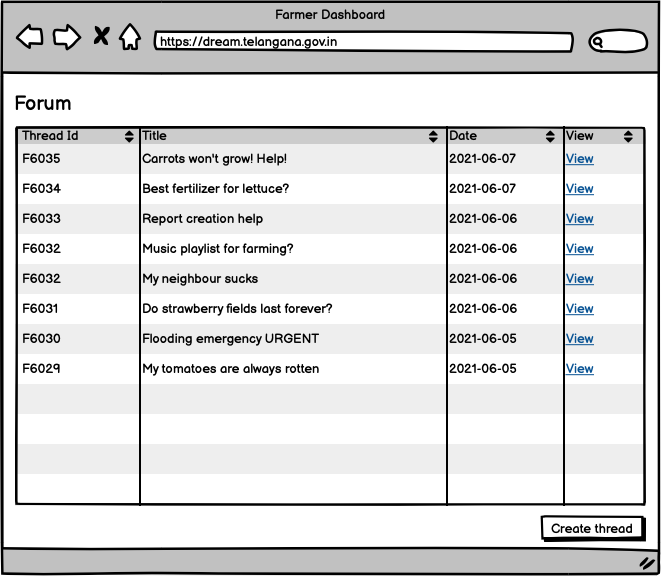 Farmer Dashboard
https://dream.telangana.gov.in
Forum
Thread Id Title Date View
F6035 Carrots won't grow! Help! 2021-06-07 View
F6034 Best fertilizer for lettuce? 2021-06-07 View
F6033 Report creation help 2021-06-06 View
F6032 Music playlist for farming? 2021-06-06 View
F6032 My neighbour sucks 2021-06-06 View
F6031 Do strawberry fields last forever? 2021-06-06 View
F6030 Flooding emergency URGENT 2021-06-05 View
F6029 My tomatoes are always rotten 2021-06-05 View
Create thread